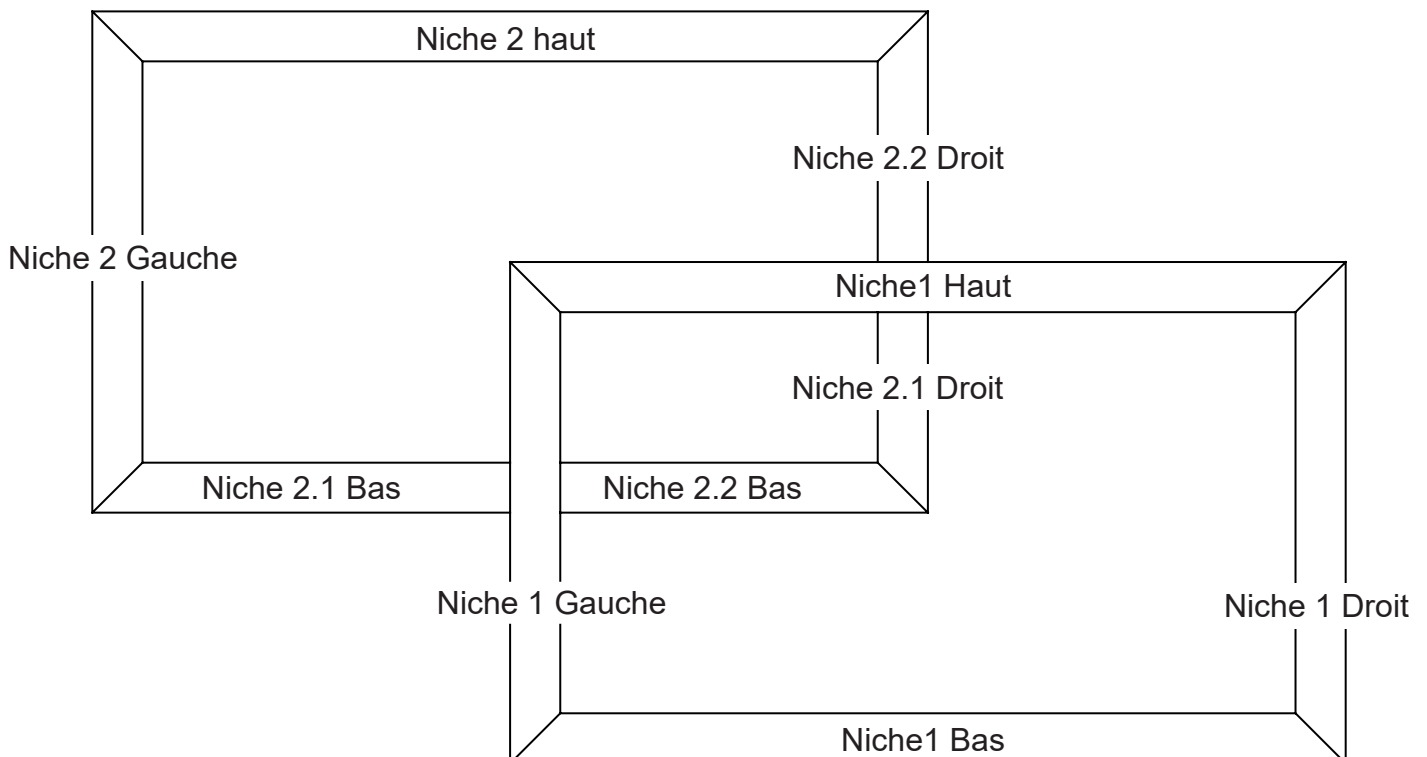 Niche 2 haut
Niche 2.2 Droit
Niche 2 Gauche
Niche1 Haut
Niche 2.1 Droit
Niche 2.1 Bas
Niche 2.2 Bas
Niche 1 Gauche
Niche 1 Droit
Niche1 Bas